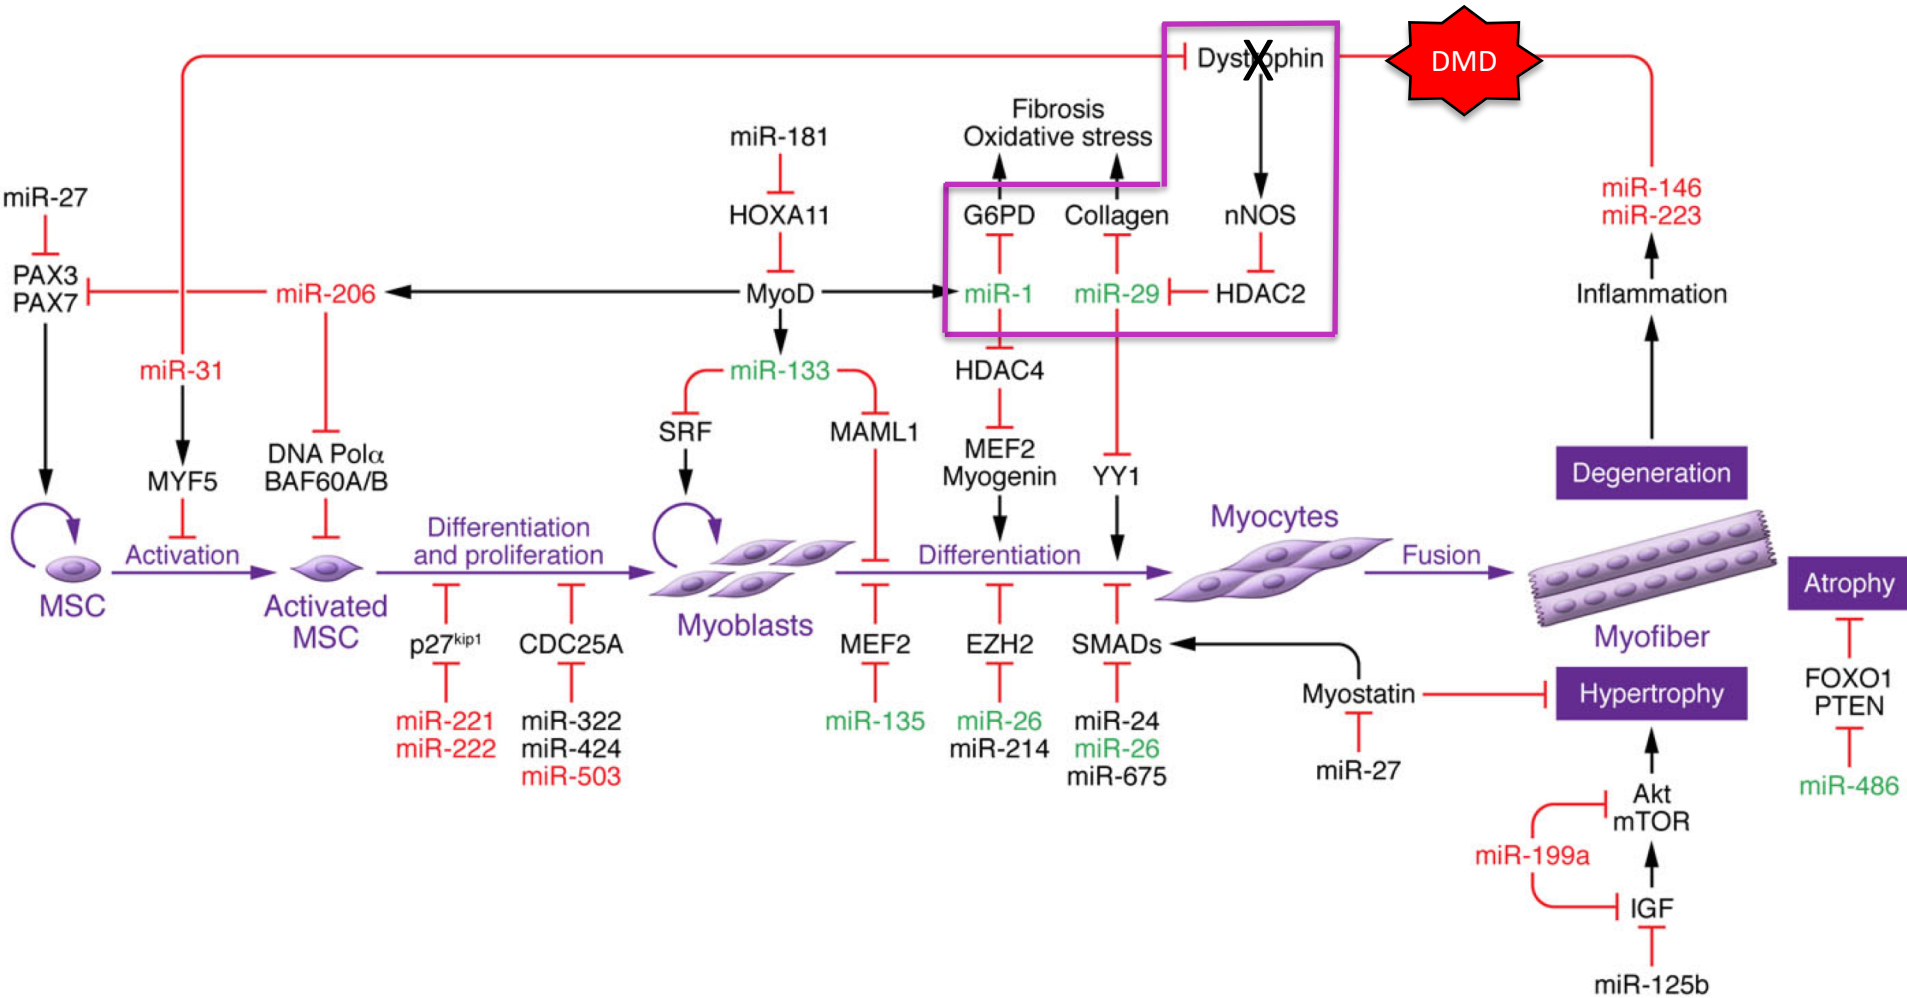 Dystrophin
X
DMD
Fibrosis
Oxidative stress
miR-181
miR-146
miR-223
miR-27
HOXA11
G6PD
Collagen
nNOS
PAX3
PAX7
miR-206
MyoD
miR-1
miR-29
HDAC2
Inflammation
miR-31
miR-133
HDAC4
SRF
MAML1
MEF2
Myogenin
YY1
DNA Polα
BAF60A/B
MYF5
Degeneration
Activation
Differentiation
and proliferation
Differentiation
Myocytes
Fusion
Atrophy
MSC
Activated
MSC
Myoblasts
Myofiber
p27kip1
CDC25A
MEF2
EZH2
SMADs
Myostatin
Hypertrophy
FOXO1
PTEN
miR-221
miR-222
miR-322
miR-424
miR-503
miR-135
miR-26
miR-214
miR-24
miR-26
miR-675
miR-27
miR-486
Akt
mTOR
miR-199a
IGF
miR-125b